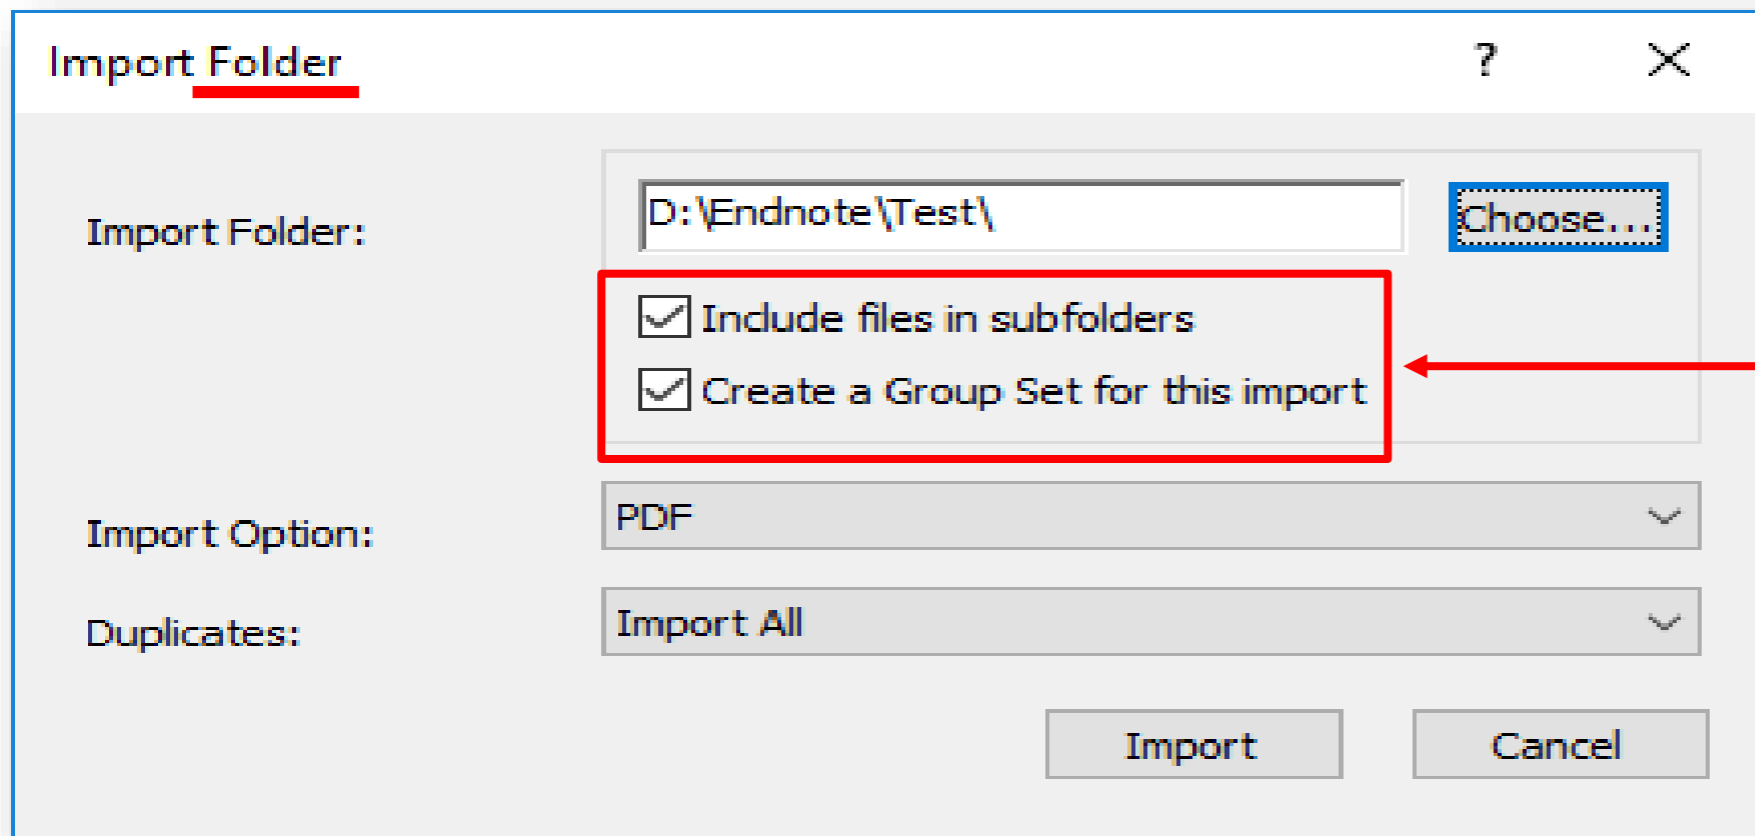 Import Folder
?
Import Folder:
D:\Endnote\Test\
Choose...
Include files in subfolders
Create a Group Set for this import
Import Option:
PDF
Duplicates:
Import All
Import
Cancel